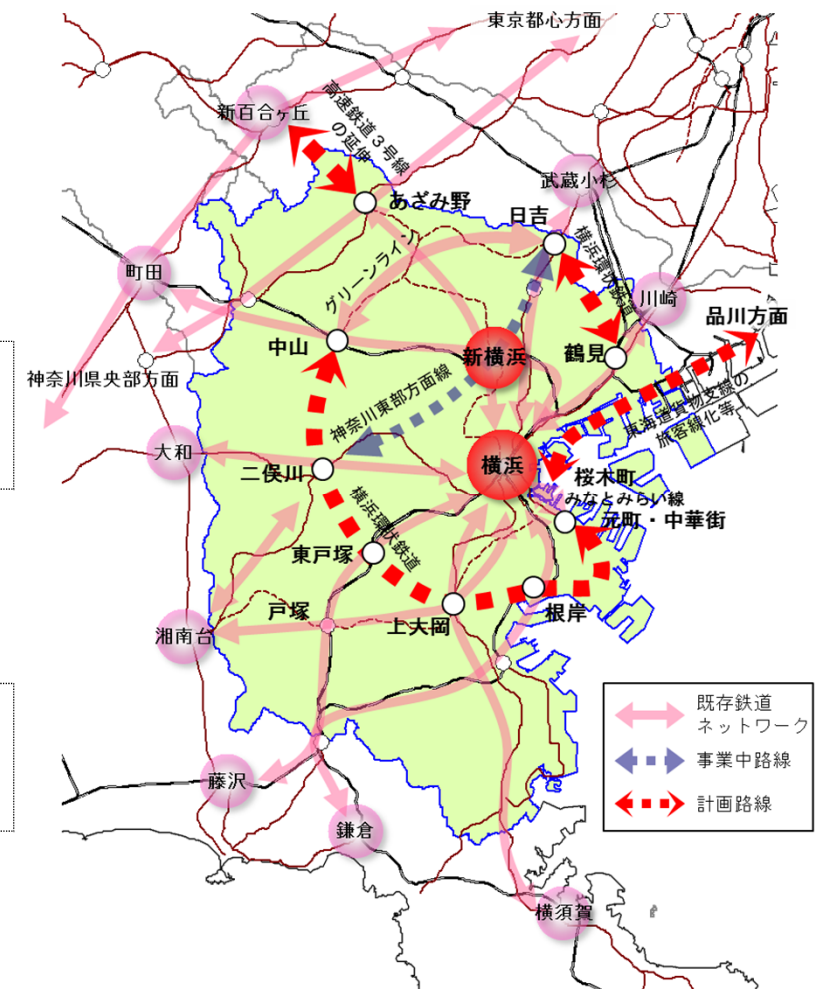 東京都心方面
新百合ヶ丘
高速鉄道3号線
の延伸
武蔵小杉
あざみ野
日吉
グリーンライン
横浜環状鉄道
町田
川崎
品川方面
中山
新横浜
鶴見
神奈川県央部方面
神奈川東部方面線
東海道貨物支線の
旅客線化等
大和
二俣川
横浜
桜木町
みなとみらい線
元町・中華街
横浜環状鉄道
東戸塚
戸塚
上大岡
根岸
湘南台
既存鉄道
ネットワーク
事業中路線
計画路線
藤沢
鎌倉
横須賀